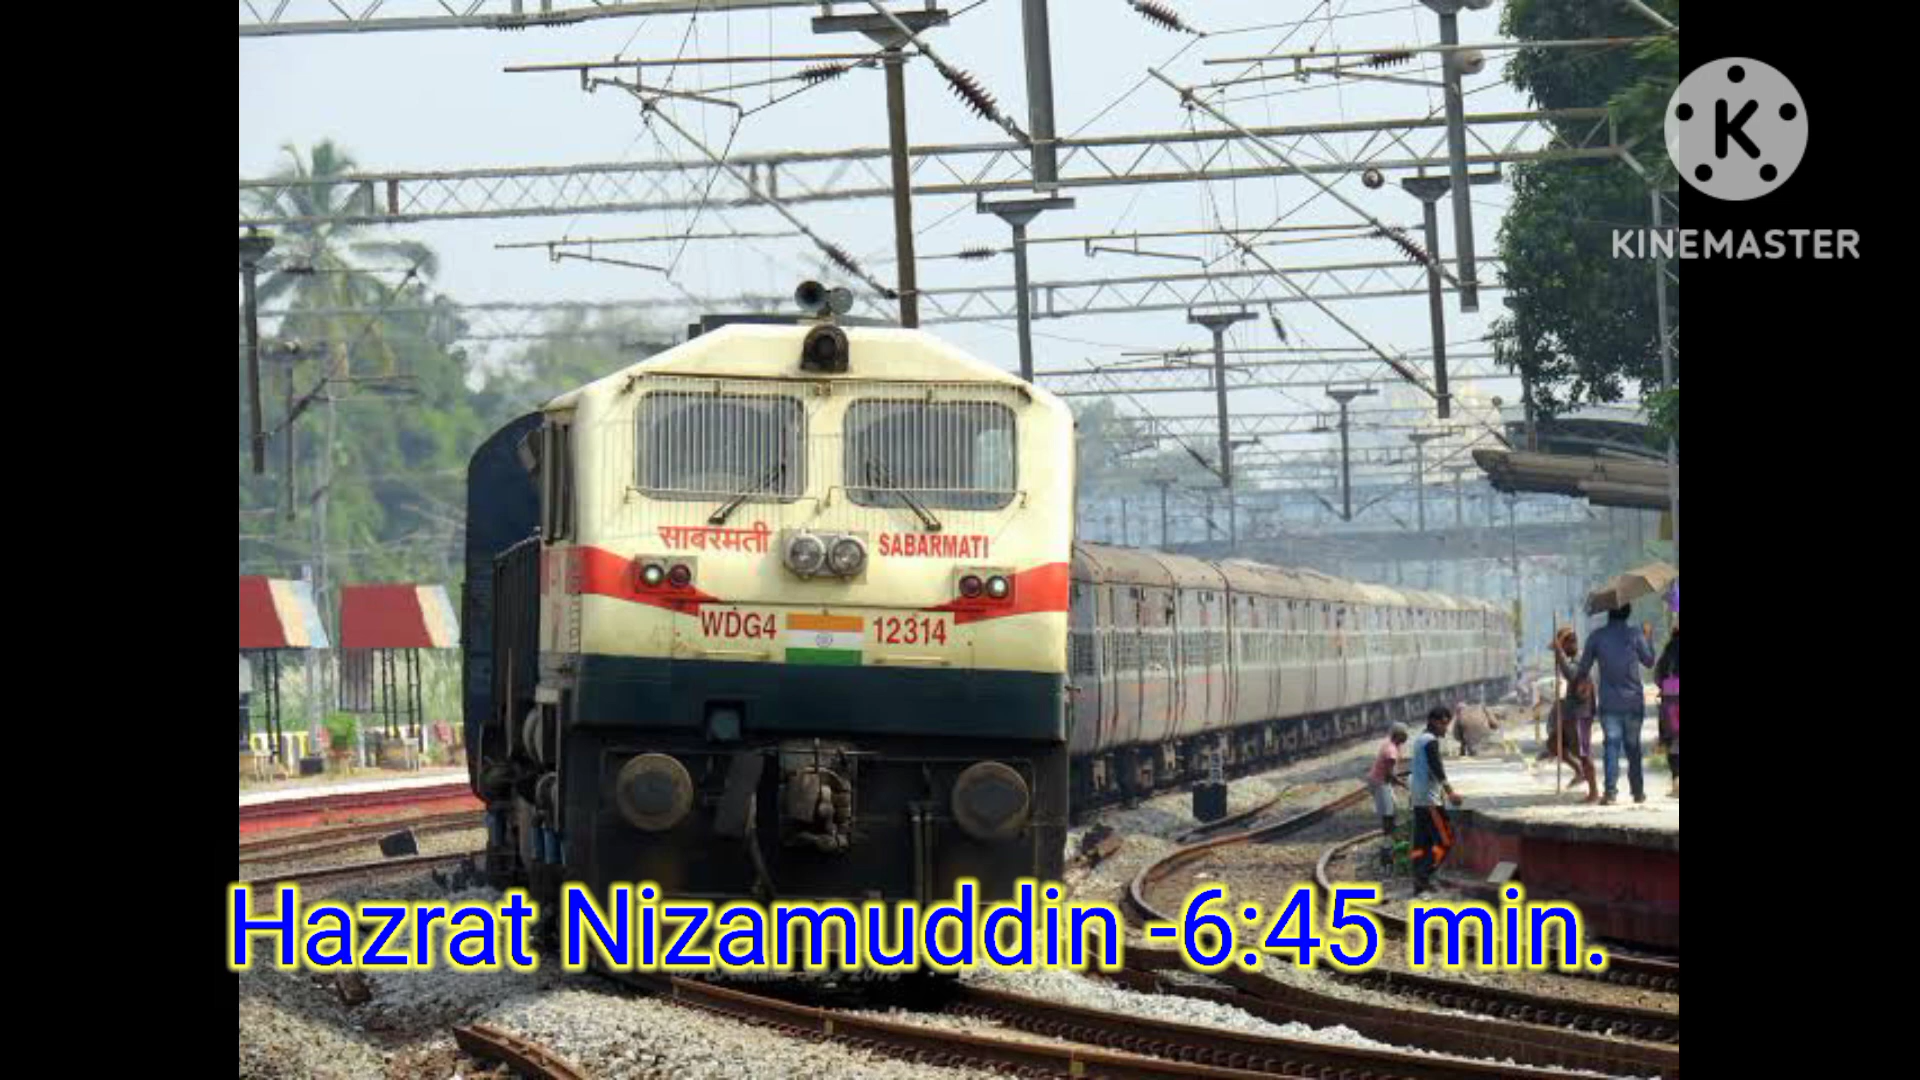 K
KINEMASTER
साबरमती SABARMATI
WDG4 12314
Hazrat Nizamuddin -6:45 min.